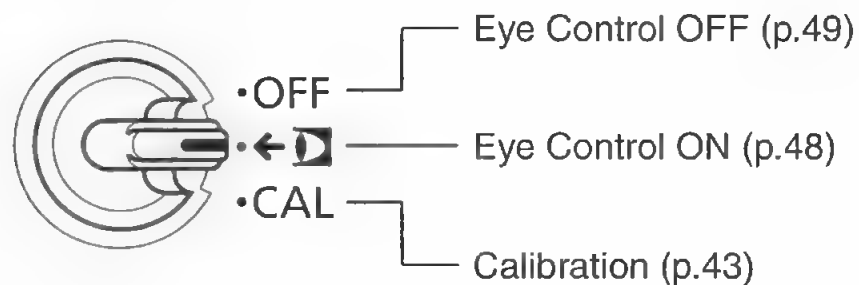 Eye Control OFF (p.49)
•OFF
•← Eye Control ON (p.48)
•CAL
Calibration (p.43)